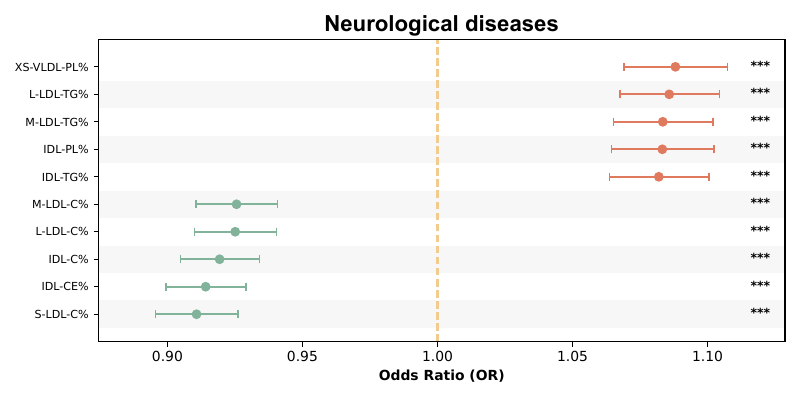 Neurological diseases
XS-VLDL-PL% ***
L-LDL-TG% ***
M-LDL-TG% ***
IDL-PL% ***
IDL-TG% ***
M-LDL-C% ***
L-LDL-C% ***
IDL-C% ***
IDL-CE% ***
S-LDL-C% ***
0.90 0.95 1.00 1.05 1.10
Odds Ratio (OR)